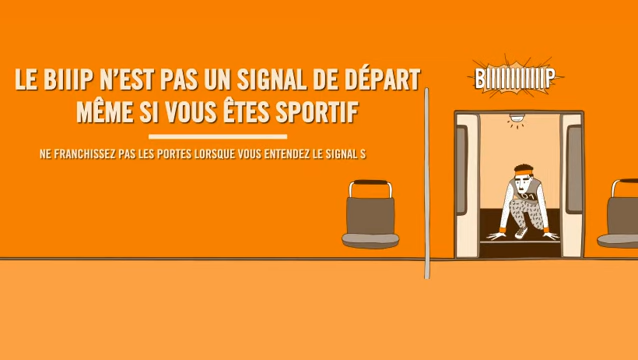 LE BIIIP N'EST PAS UN SIGNAL DE DÉPART
MÊME SI VOUS ÊTES SPORTIF
NE FRANCHISSEZ PAS LES PORTES LORSQUE VOUS ENTENDEZ LE SIGNAL S
BIIIIIIIIIIP